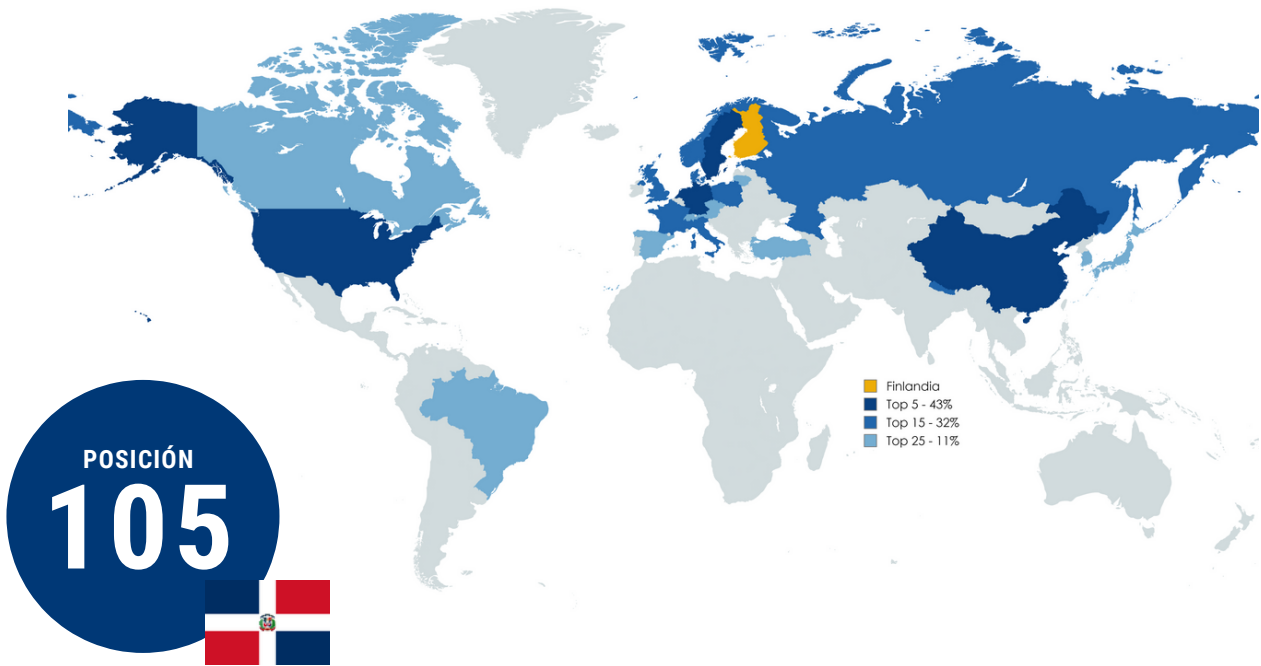 Finlandia
Top 5 - 43%
Top 15 - 32%
Top 25 - 11%
POSICIÓN
105